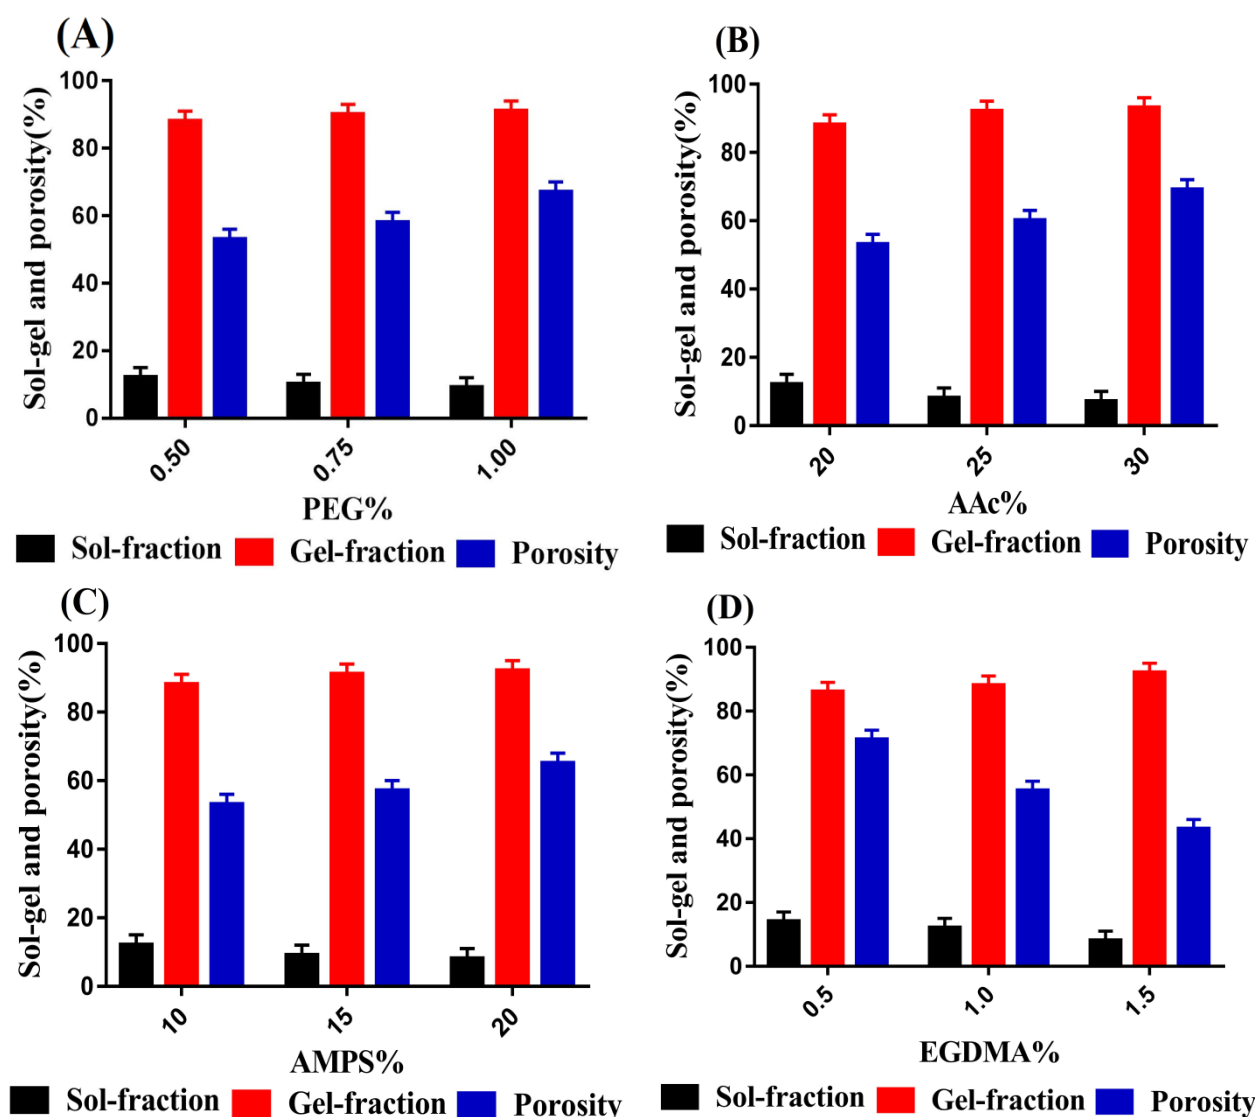 (A)
Sol-gel and porosity(%)
100
80
60
40
20
0
0.50 0.75 1.00
PEG%
Sol-fraction Gel-fraction Porosity
(B)
Sol-gel and porosity(%)
100
80
60
40
20
0
20 25 30
AAc%
Sol-fraction Gel-fraction Porosity
(C)
Sol-gel and porosity(%)
100
80
60
40
20
0
10 15 20
AMPS%
Sol-fraction Gel-fraction Porosity
(D)
Sol-gel and porosity(%)
100
80
60
40
20
0
0.5 1.0 1.5
EGDMA%
Sol-fraction Gel-fraction Porosity